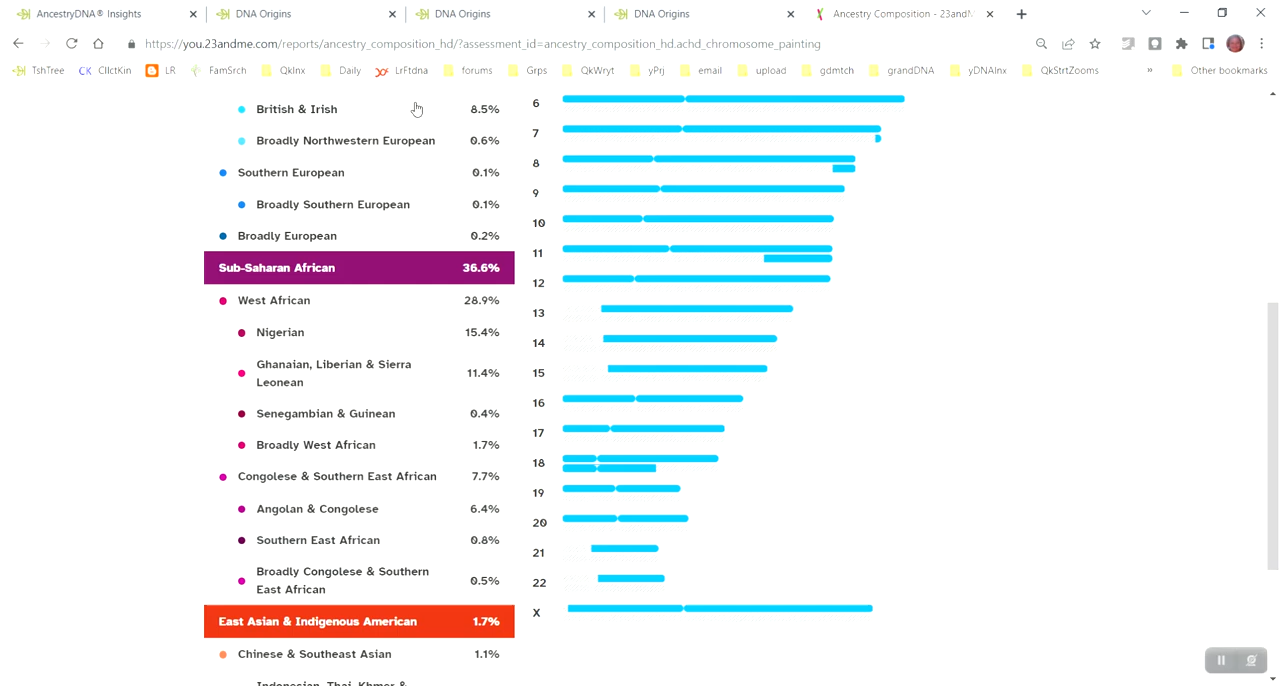 AncestryDNA® Insights
DNA Origins
DNA Origins
DNA Origins
Ancestry Composition - 23andM
https://you.23andme.com/reports/ancestry_composition_hd/?assessment_id=ancestry_composition_hd.achd_chromosome_painting
TshTree CllctKin LR FamSrch QkInx Daily LrFtdna forums Grps QkWryt yPrj email upload gdmtch grandDNA yDNAInx QkStrtZooms » Other bookmarks
British & Irish 8.5%
Broadly Northwestern European 0.6%
Southern European 0.1%
Broadly Southern European 0.1%
Broadly European 0.2%
Sub-Saharan African 36.6%
West African 28.9%
Nigerian 15.4%
Ghanaian, Liberian & Sierra
Leonean 11.4%
Senegambian & Guinean 0.4%
Broadly West African 1.7%
Congolese & Southern East African 7.7%
Angolan & Congolese 6.4%
Southern East African 0.8%
Broadly Congolese & Southern
East African 0.5%
East Asian & Indigenous American 1.7%
Chinese & Southeast Asian 1.1%
Indonesian, Thai, Khmer &
6
7
8
9
10
11
12
13
14
15
16
17
18
19
20
21
22
X